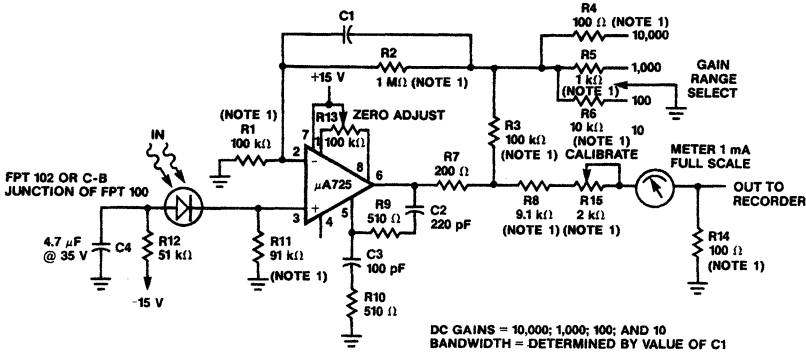 C1
R4
100 Ω (NOTE 1)
10,000
R2
1 MΩ (NOTE 1)
R5
1 kΩ
(NOTE 1)
1,000
GAIN
RANGE
SELECT
100
R6
10 kΩ
(NOTE 1)
10
+15 V
(NOTE 1)
R1
100 kΩ
R13
100 kΩ
ZERO ADJUST
7
1
8
2
6
3
4
5
−
+
μA725
IN
FPT 102 OR C-B
JUNCTION OF FPT 100
R3
100 kΩ
(NOTE 1)
CALIBRATE
METER 1 mA
FULL SCALE
R7
200 Ω
R8
9.1 kΩ
(NOTE 1)
R15
2 kΩ
(NOTE 1)
OUT TO
RECORDER
R9
510 Ω
C2
220 pF
4.7 μF
@ 35 V
C4
R12
51 kΩ
-15 V
R11
91 kΩ
(NOTE 1)
C3
100 pF
R10
510 Ω
R14
100 Ω
(NOTE 1)
DC GAINS = 10,000; 1,000; 100; AND 10
BANDWIDTH = DETERMINED BY VALUE OF C1